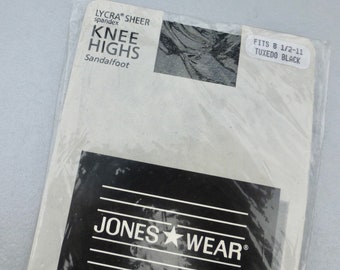 LYCRA® SHEER
spandex
KNEE
HIGHS
Sandalfoot
FITS 8 1/2-11
TUXEDO BLACK
JONES★WEAR®